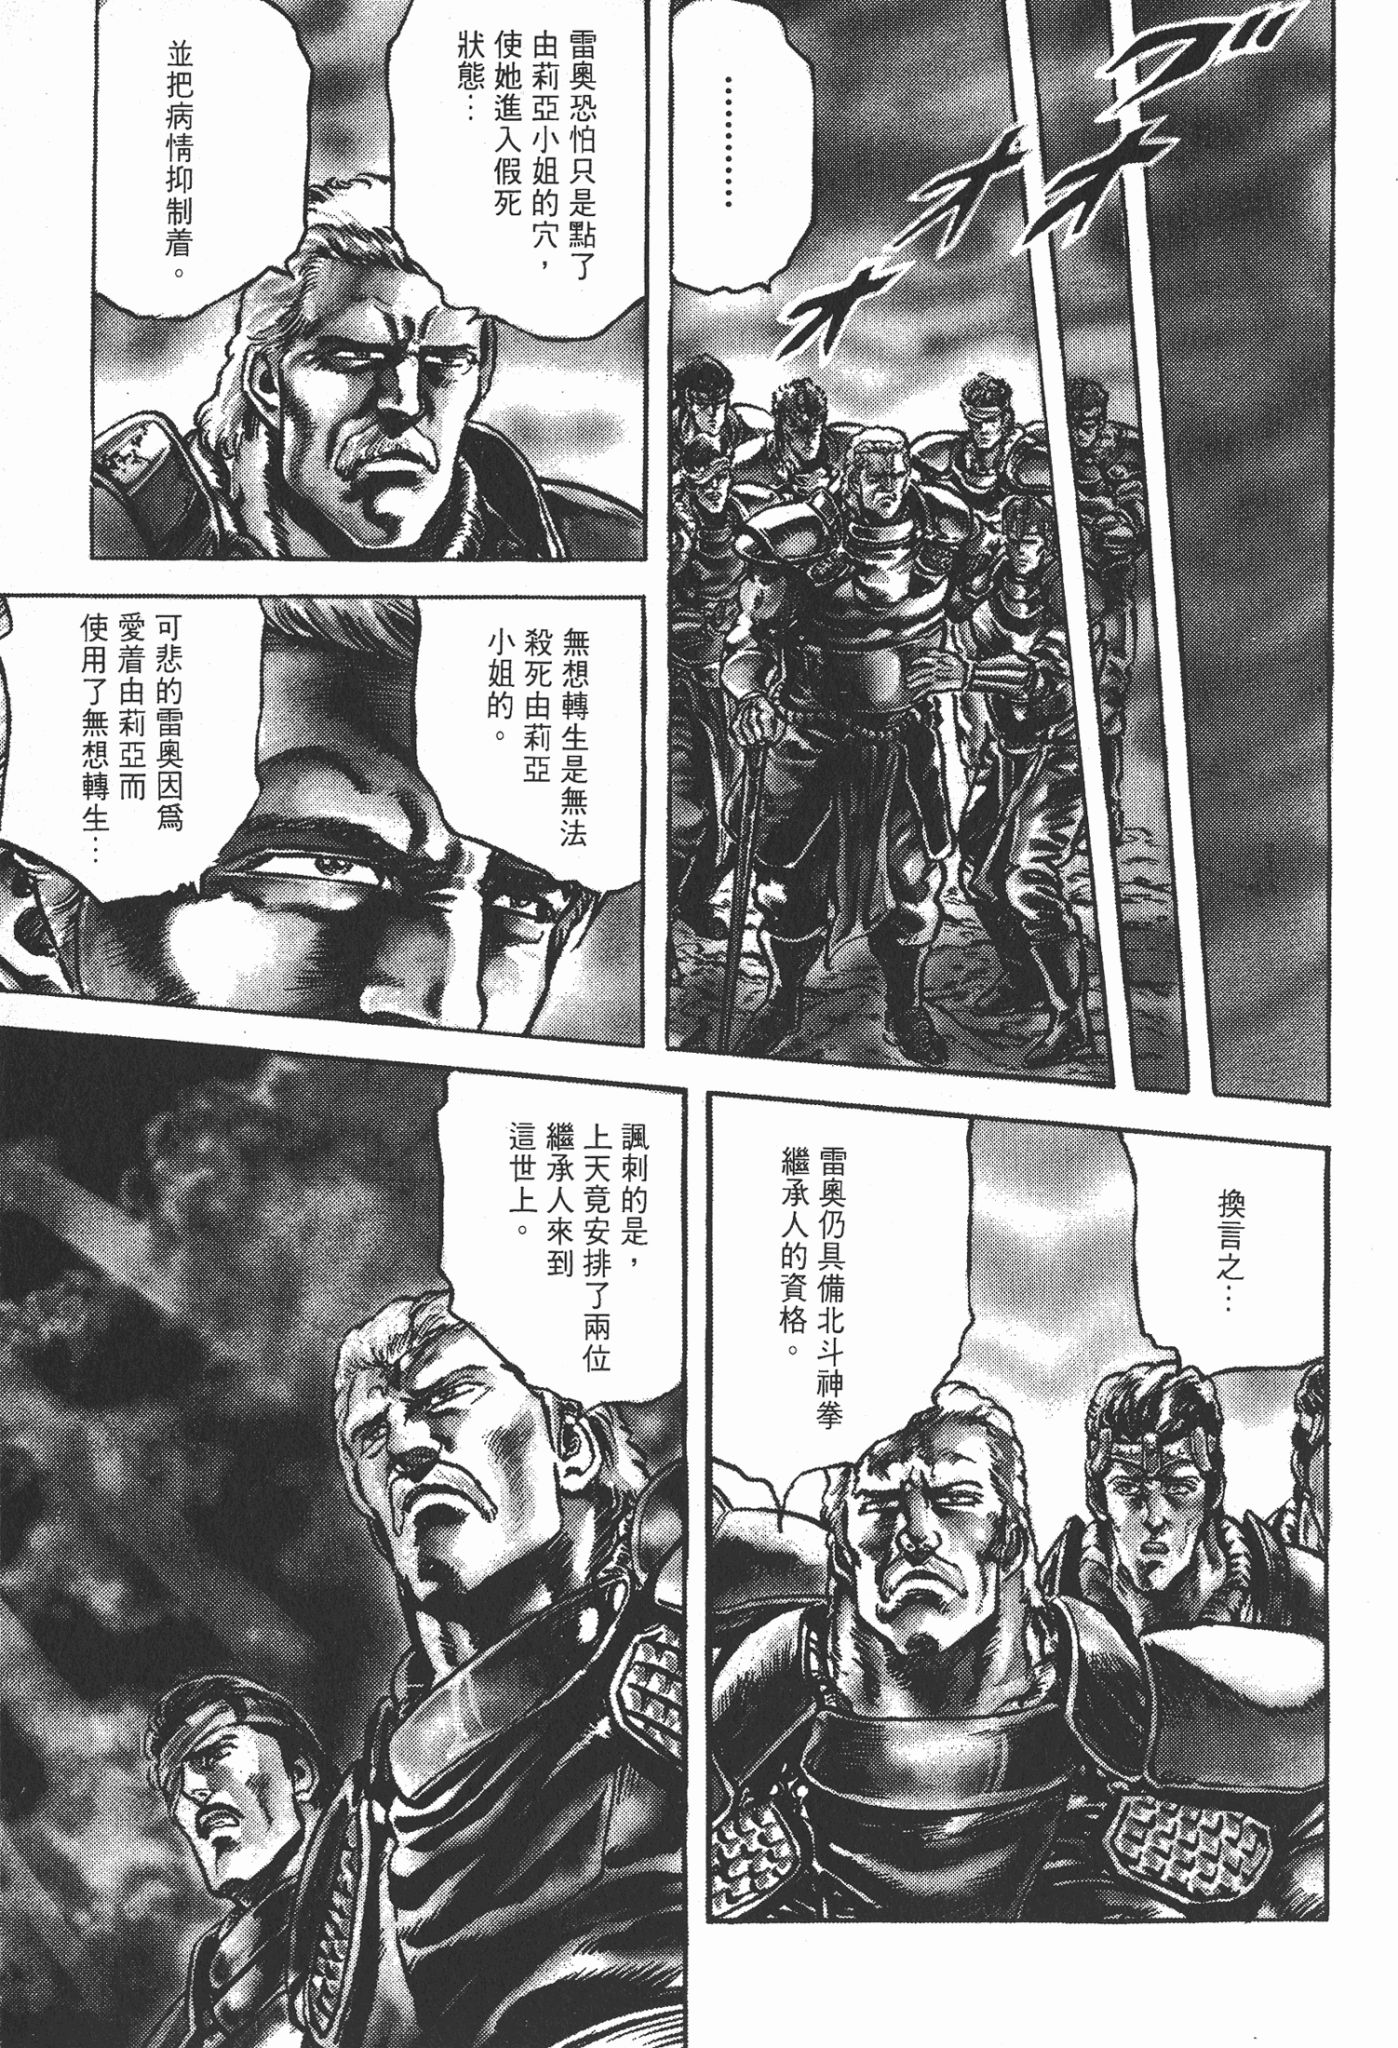 ブオオオオ
…………
雷奧恐怕只是點了
由莉亞小姐的穴，
使她進入假死
狀態…
並把病情抑制着。
無想轉生是無法
殺死由莉亞
小姐的。
可悲的雷奧因爲
愛着由莉亞而
使用了無想轉生…
換言之…
雷奧仍具備北斗神拳
繼承人的資格。
諷刺的是，
上天竟安排了兩位
繼承人來到
這世上。